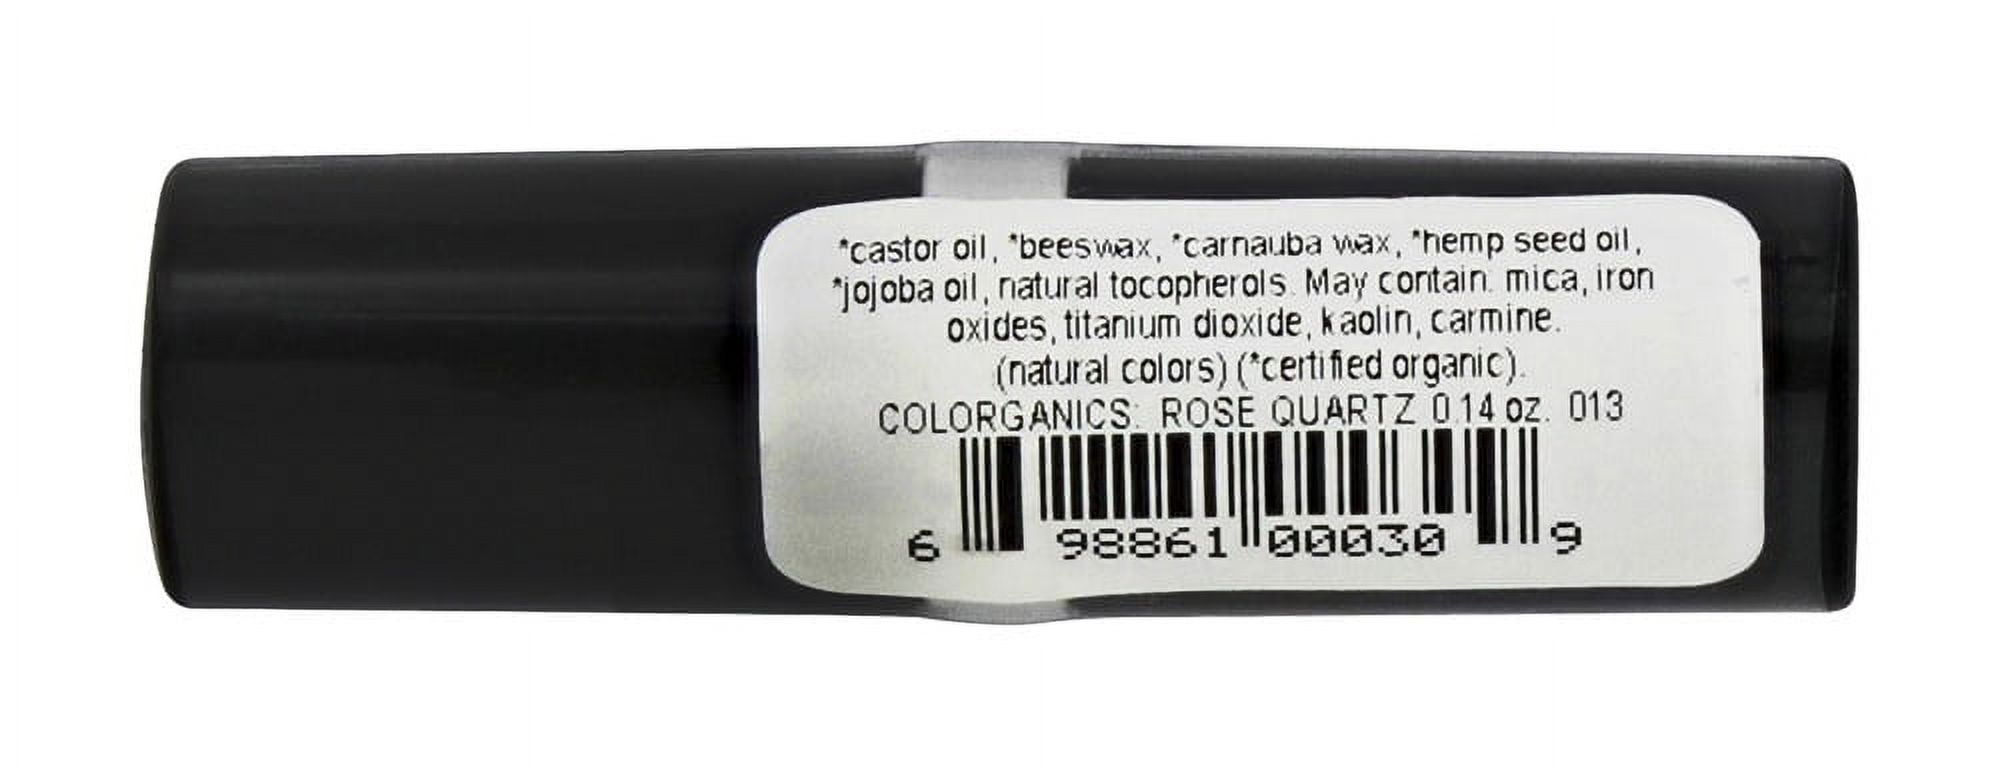 *castor oil, *beeswax, *carnauba wax, *hemp seed oil,
*jojoba oil, natural tocopherols. May contain: mica, iron
oxides, titanium dioxide, kaolin, carmine.
(natural colors) (*certified organic).
COLORGANICS: ROSE QUARTZ 0.14 oz. 013
6 98861 00030 9